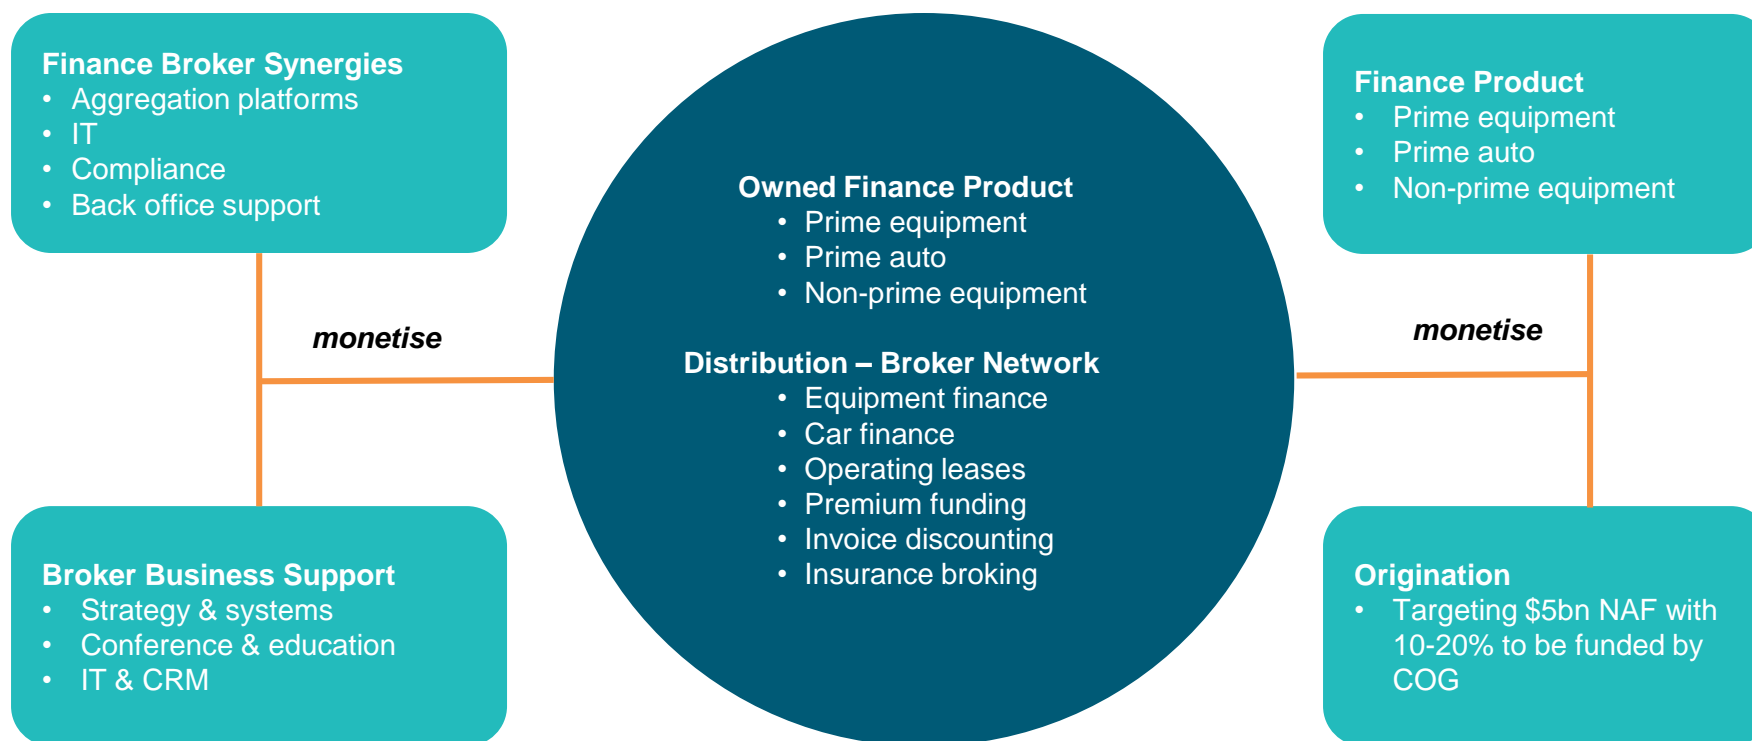 Finance Broker Synergies
• Aggregation platforms
• IT
• Compliance
• Back office support
monetise
Broker Business Support
• Strategy & systems
• Conference & education
• IT & CRM
Owned Finance Product
• Prime equipment
• Prime auto
• Non-prime equipment
Distribution – Broker Network
• Equipment finance
• Car finance
• Operating leases
• Premium funding
• Invoice discounting
• Insurance broking
Finance Product
• Prime equipment
• Prime auto
• Non-prime equipment
monetise
Origination
• Targeting $5bn NAF with
10-20% to be funded by
COG